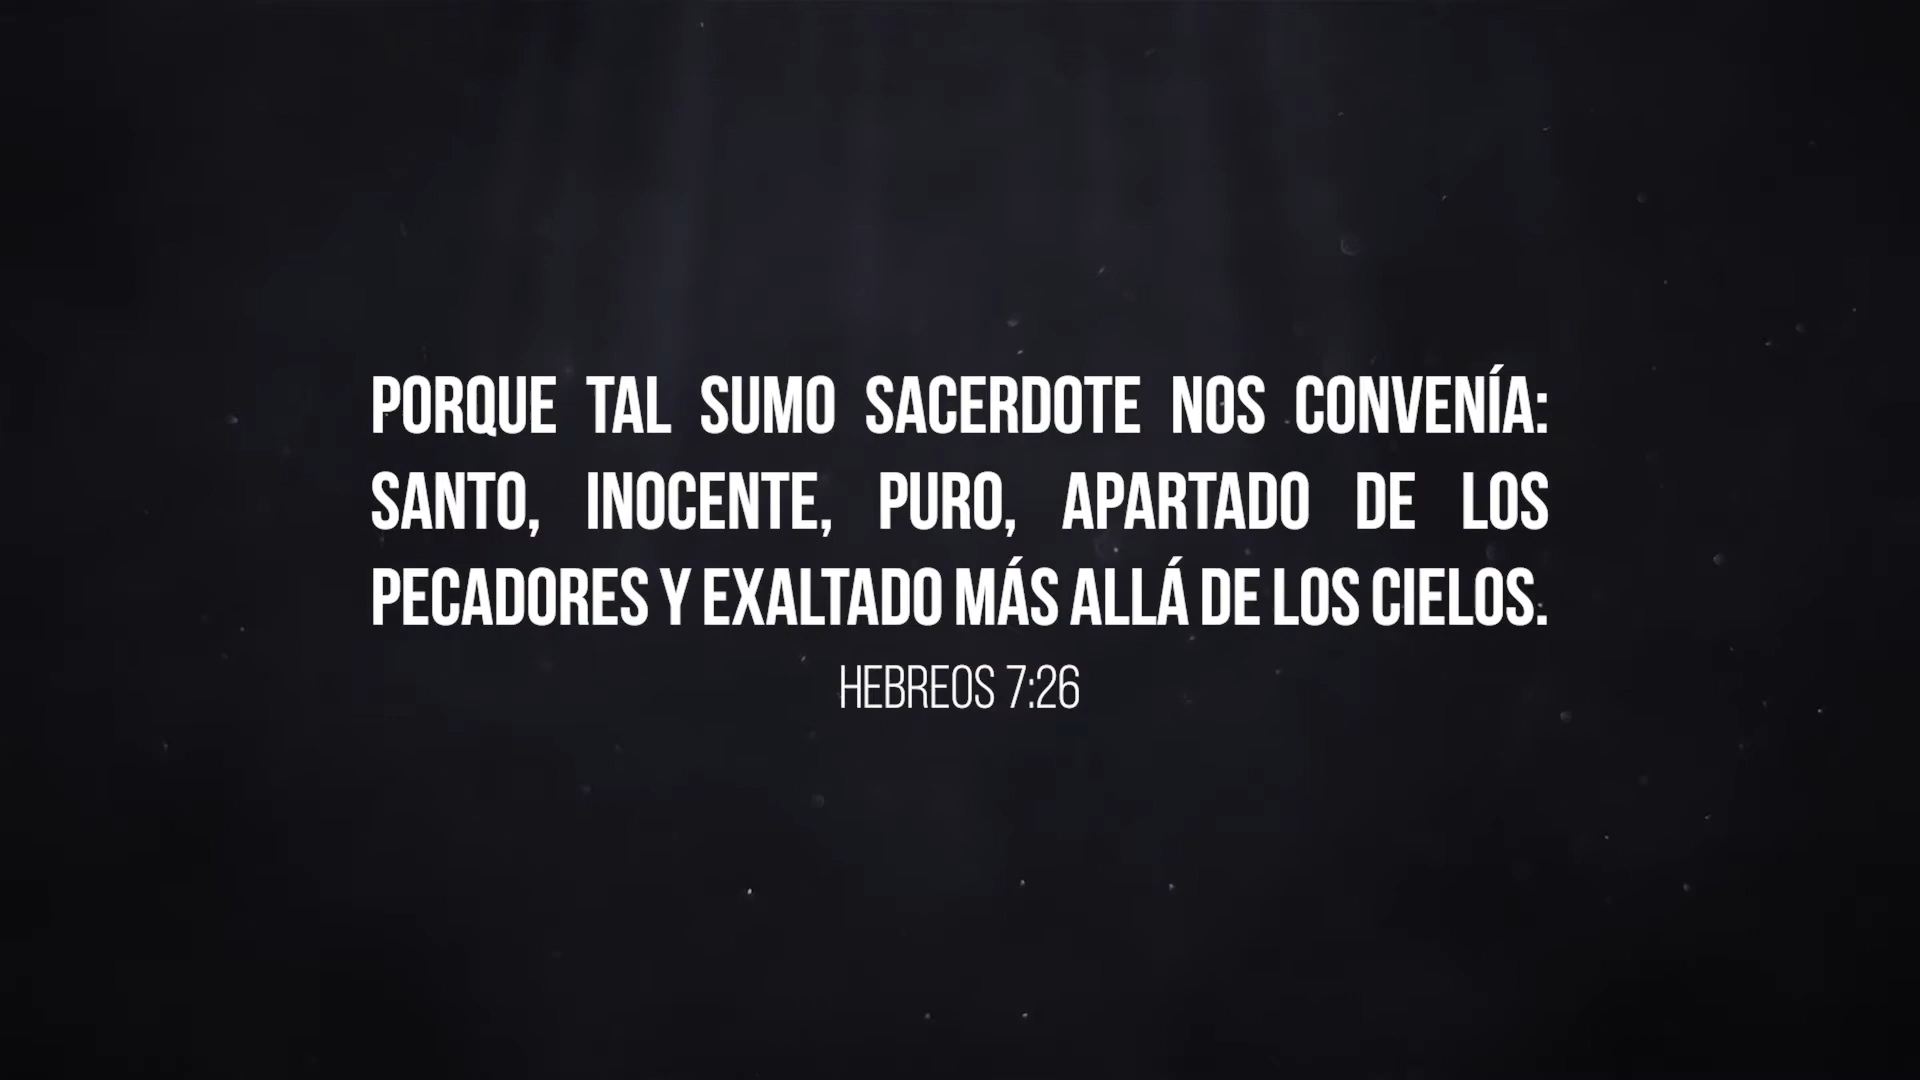 PORQUE TAL SUMO SACERDOTE NOS CONVENÍA:
SANTO, INOCENTE, PURO, APARTADO DE LOS
PECADORES Y EXALTADO MÁS ALLÁ DE LOS CIELOS.
HEBREOS 7:26